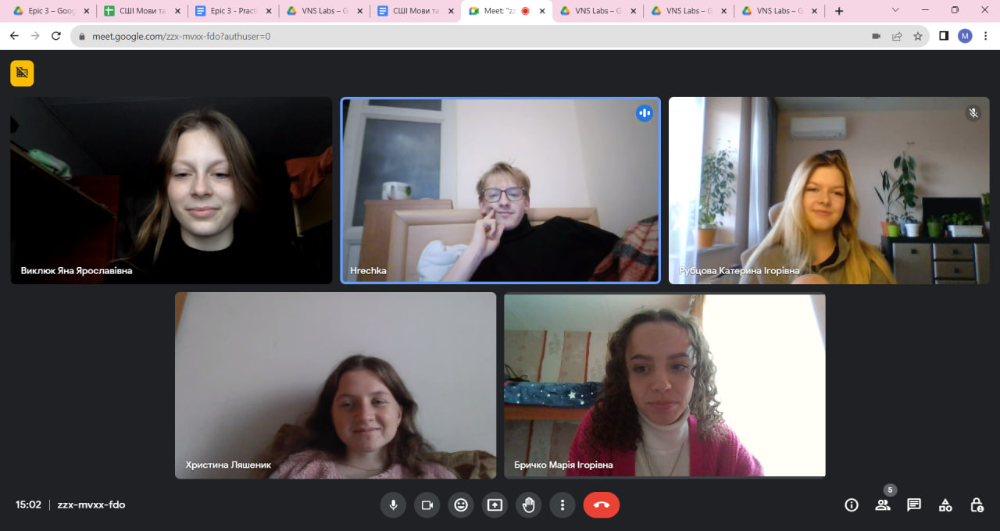 Epic 3 – Goog
СШІ Мови та
Epic 3 - Practi
VNS Labs – G
СШІ Мови та
Meet: "zz
VNS Labs – G
VNS Labs – G
VNS Labs – G
meet.google.com/zzx-mvxx-fdo?authuser=0
M
Виклюк Яна Ярославівна
Hrechka
Рубцова Катерина Ігорівна
Христина Ляшеник
Бричко Марія Ігорівна
15:02 | zzx-mvxx-fdo
5